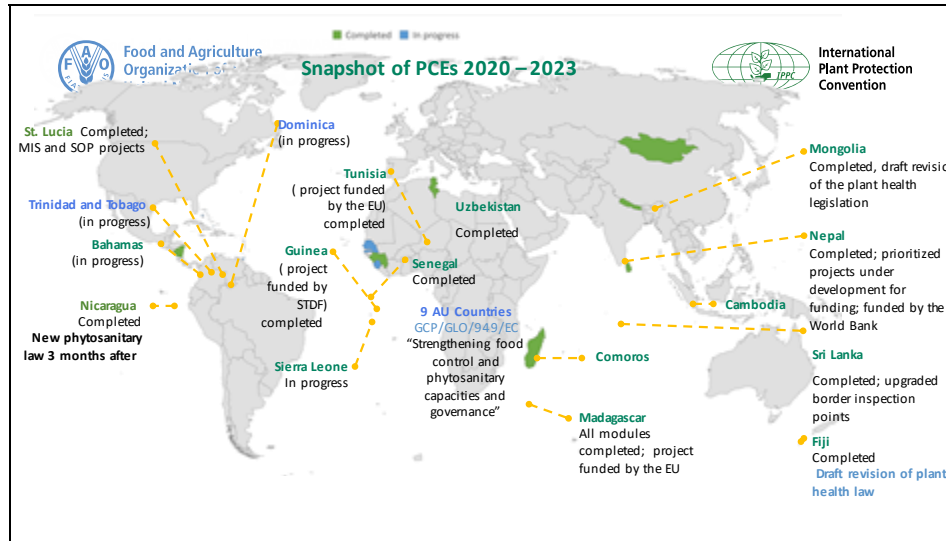 Completed In progress
Food and Agriculture
Organization of
Snapshot of PCEs 2020 – 2023
FAO
IPPC
International
Plant Protection
Convention
St. Lucia Completed;
MIS and SOP projects
Dominica
(in progress)
Trinidad and Tobago
(in progress)
Bahamas
(in progress)
Nicaragua
Completed
New phytosanitary
law 3 months after
Tunisia
( project funded
by the EU)
completed
Guinea
( project
funded by
STDF)
completed
Sierra Leone
In progress
Uzbekistan
Completed
Senegal
Completed
9 AU Countries
GCP/GLO/949/EC
“Strengthening food
control and
phytosanitary
capacities and
governance”
Mongolia
Completed, draft revision
of the plant health
legislation
Nepal
Completed; prioritized
projects under
development for
funding; funded by the
World Bank
Cambodia
Comoros
Madagascar
All modules
completed; project
funded by the EU
Sri Lanka
Completed; upgraded
border inspection
points
Fiji
Completed
Draft revision of plant
health law